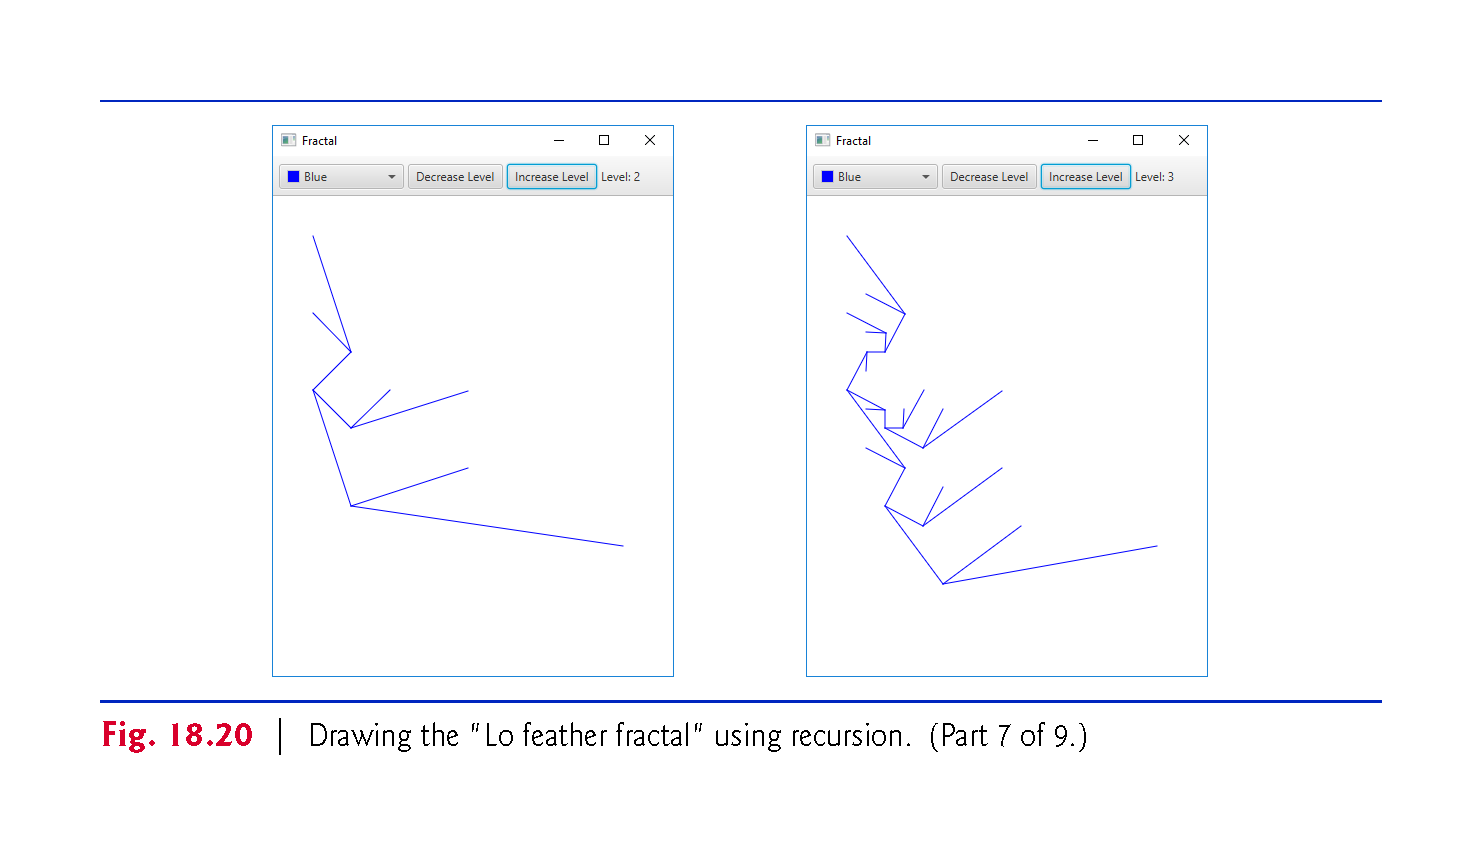 Fractal
Blue Decrease Level Increase Level Level: 2
Fractal
Blue Decrease Level Increase Level Level: 3
Fig. 18.20 | Drawing the "Lo feather fractal" using recursion. (Part 7 of 9.)